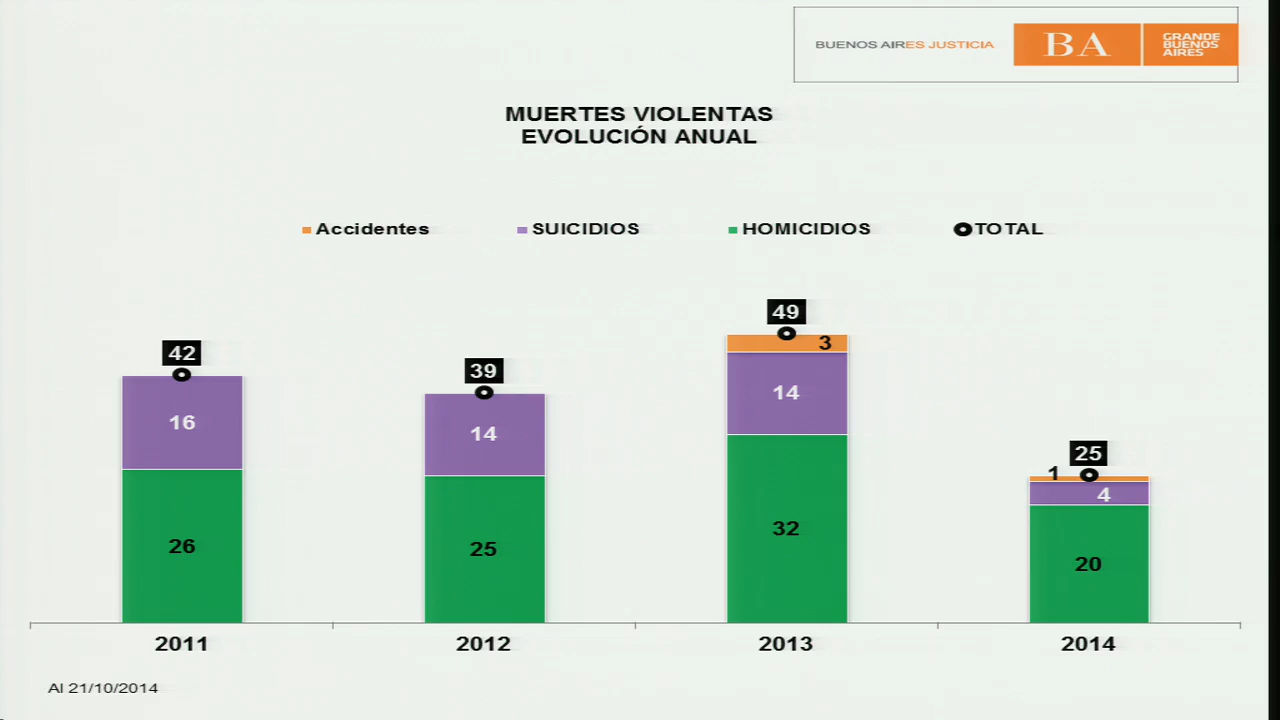 BUENOS AIRES JUSTICIA
BA
GRANDE
BUENOS
AIRES
MUERTES VIOLENTAS
EVOLUCIÓN ANUAL
Accidentes SUICIDIOS HOMICIDIOS TOTAL
42
16
26
39
14
25
49
3
14
32
25
1
4
20
2011 2012 2013 2014
Al 21/10/2014